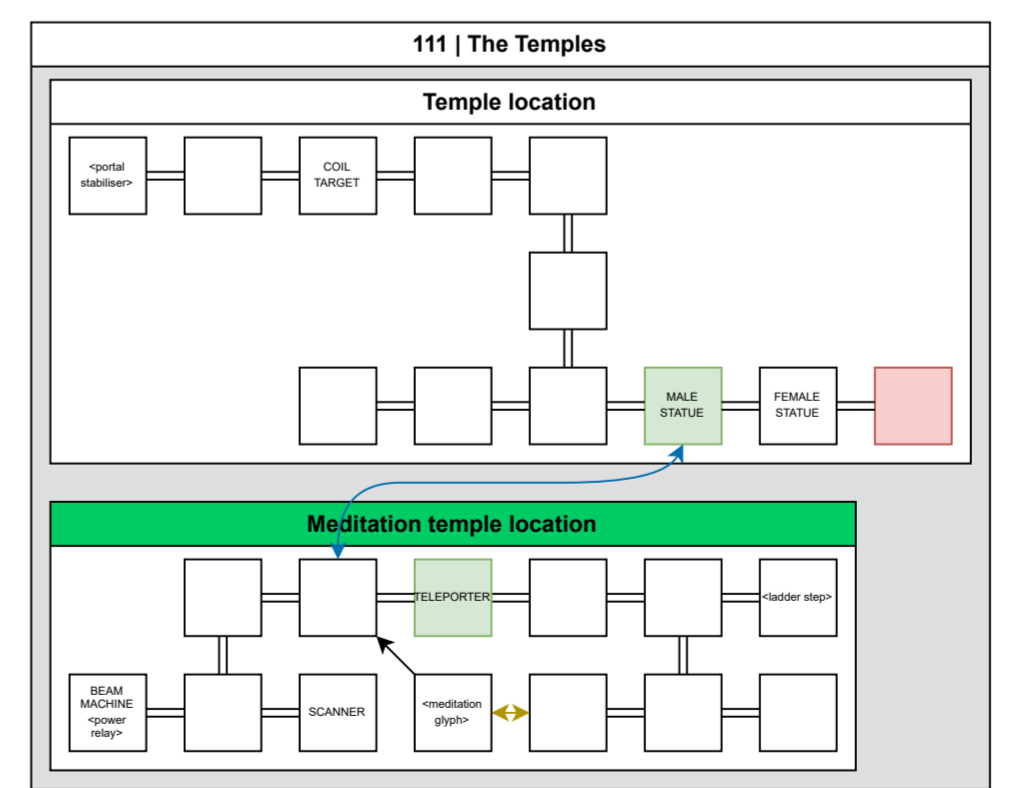 111 | The Temples
Temple location
<portal
stabiliser>
COIL
TARGET
MALE
STATUE
FEMALE
STATUE
Meditation temple location
TELEPORTER
<ladder step>
BEAM
MACHINE
<power
relay>
SCANNER
<meditation
glyph>